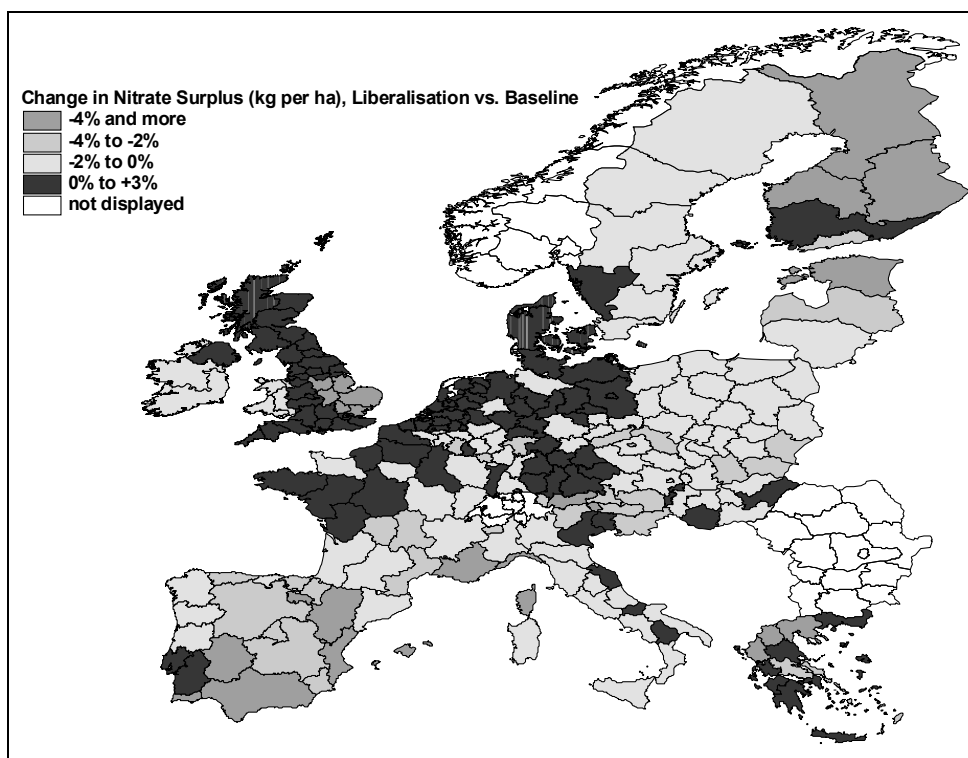 Change in Nitrate Surplus (kg per ha), Liberalisation vs. Baseline
-4% and more
-4% to -2%
-2% to 0%
0% to +3%
not displayed